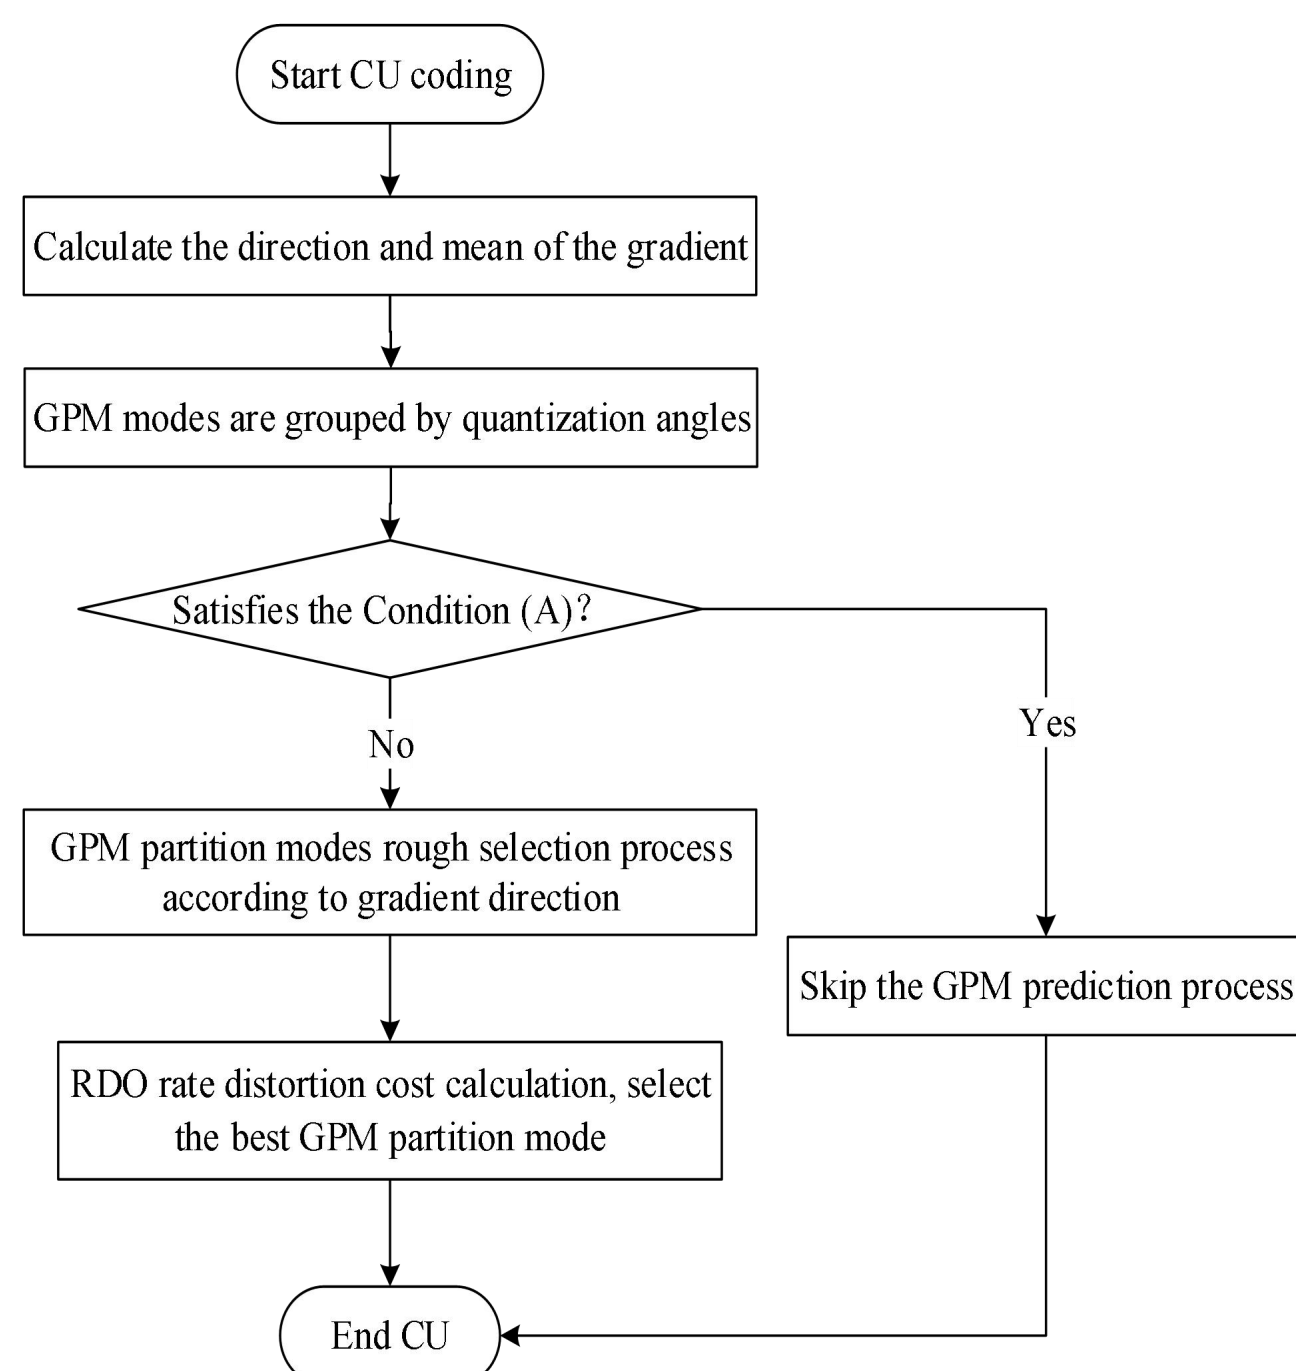 Start CU coding
Calculate the direction and mean of the gradient
GPM modes are grouped by quantization angles
Satisfies the Condition (A)?
No
Yes
GPM partition modes rough selection process
according to gradient direction
Skip the GPM prediction process
RDO rate distortion cost calculation, select
the best GPM partition mode
End CU